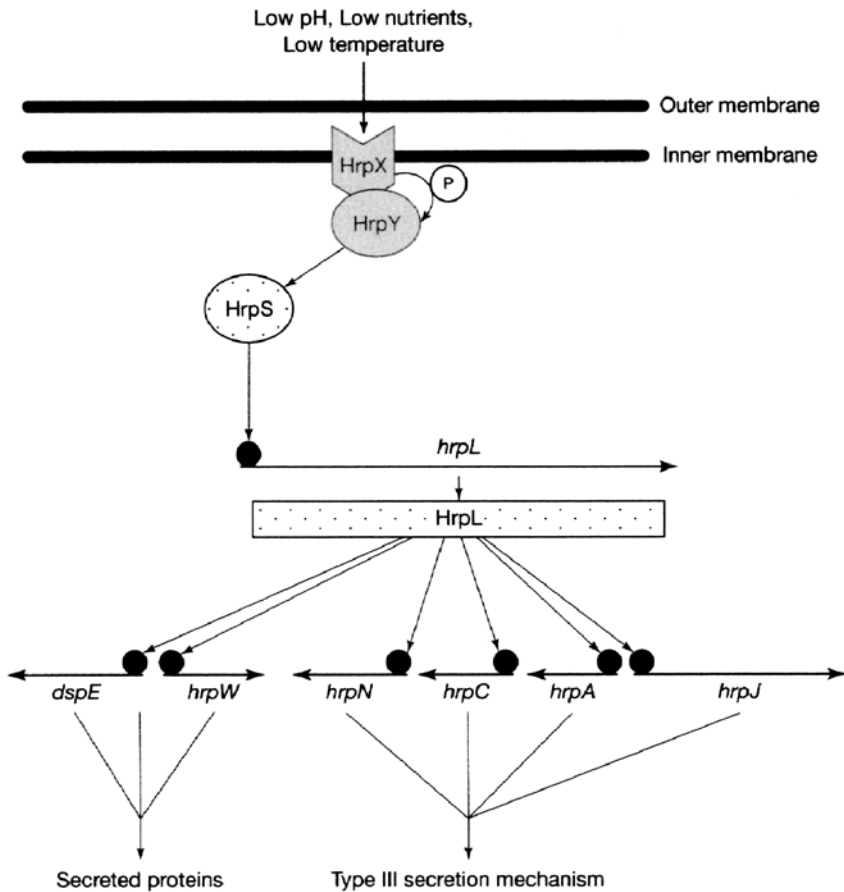 Low pH, Low nutrients,
Low temperature
Outer membrane
Inner membrane
HrpX
P
HrpY
HrpS
hrpL
HrpL
dspE
hrpW
hrpN
hrpC
hrpA
hrpJ
Secreted proteins
Type III secretion mechanism